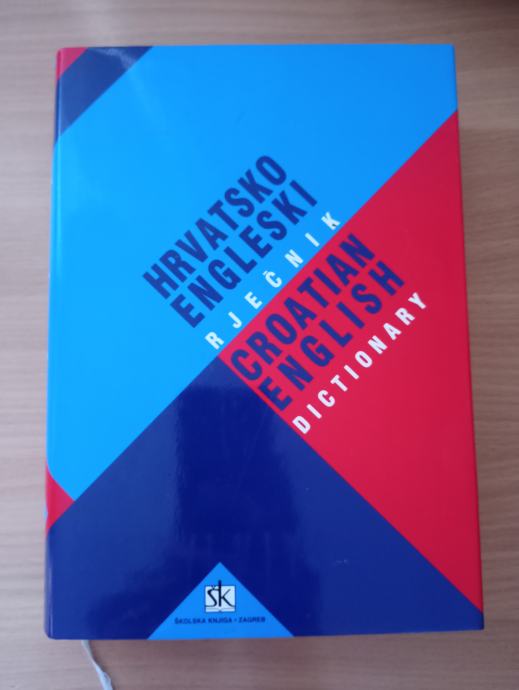 HRVATSKO
ENGLESKI
RJEČNIK
CROATIAN
ENGLISH
DICTIONARY
šk
ŠKOLSKA KNJIGA • ZAGREB